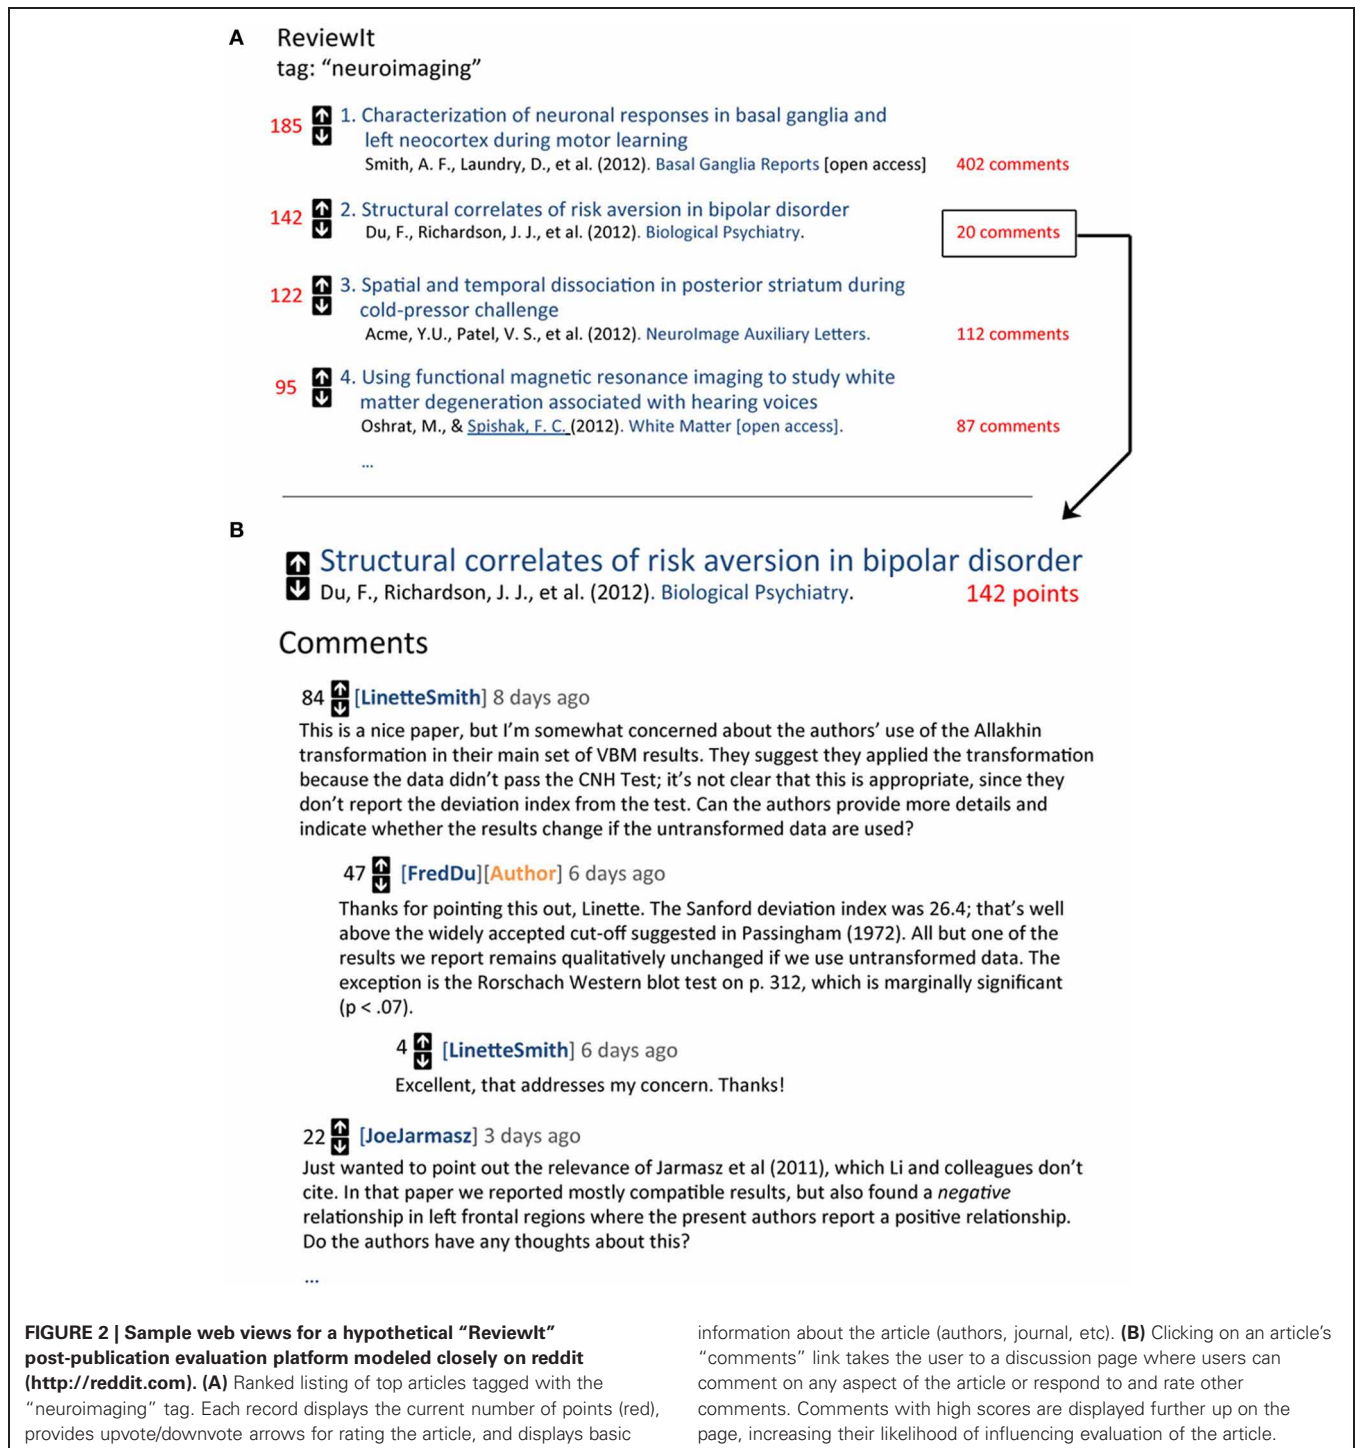 A ReviewIt
tag: “neuroimaging”
185 1. Characterization of neuronal responses in basal ganglia and
left neocortex during motor learning
Smith, A. F., Laundry, D., et al. (2012). Basal Ganglia Reports [open access] 402 comments
142 2. Structural correlates of risk aversion in bipolar disorder
Du, F., Richardson, J. J., et al. (2012). Biological Psychiatry. 20 comments
122 3. Spatial and temporal dissociation in posterior striatum during
cold-pressor challenge
Acme, Y.U., Patel, V. S., et al. (2012). NeuroImage Auxiliary Letters. 112 comments
95 4. Using functional magnetic resonance imaging to study white
matter degeneration associated with hearing voices
Oshrat, M., & Spishak, F. C. (2012). White Matter [open access]. 87 comments
...
B
Structural correlates of risk aversion in bipolar disorder
Du, F., Richardson, J. J., et al. (2012). Biological Psychiatry. 142 points
Comments
84 [LinetteSmith] 8 days ago
This is a nice paper, but I’m somewhat concerned about the authors’ use of the Allakhin
transformation in their main set of VBM results. They suggest they applied the transformation
because the data didn’t pass the CNH Test; it’s not clear that this is appropriate, since they
don’t report the deviation index from the test. Can the authors provide more details and
indicate whether the results change if the untransformed data are used?
47 [FredDu][Author] 6 days ago
Thanks for pointing this out, Linette. The Sanford deviation index was 26.4; that’s well
above the widely accepted cut-off suggested in Passingham (1972). All but one of the
results we report remains qualitatively unchanged if we use untransformed data. The
exception is the Rorschach Western blot test on p. 312, which is marginally significant
(p < .07).
4 [LinetteSmith] 6 days ago
Excellent, that addresses my concern. Thanks!
22 [JoeJarmasz] 3 days ago
Just wanted to point out the relevance of Jarmasz et al (2011), which Li and colleagues don’t
cite. In that paper we reported mostly compatible results, but also found a negative
relationship in left frontal regions where the present authors report a positive relationship.
Do the authors have any thoughts about this?
...
FIGURE 2 | Sample web views for a hypothetical “ReviewIt”
post-publication evaluation platform modeled closely on reddit
(http://reddit.com). (A) Ranked listing of top articles tagged with the
“neuroimaging” tag. Each record displays the current number of points (red),
provides upvote/downvote arrows for rating the article, and displays basic
information about the article (authors, journal, etc). (B) Clicking on an article’s
“comments” link takes the user to a discussion page where users can
comment on any aspect of the article or respond to and rate other
comments. Comments with high scores are displayed further up on the
page, increasing their likelihood of influencing evaluation of the article.